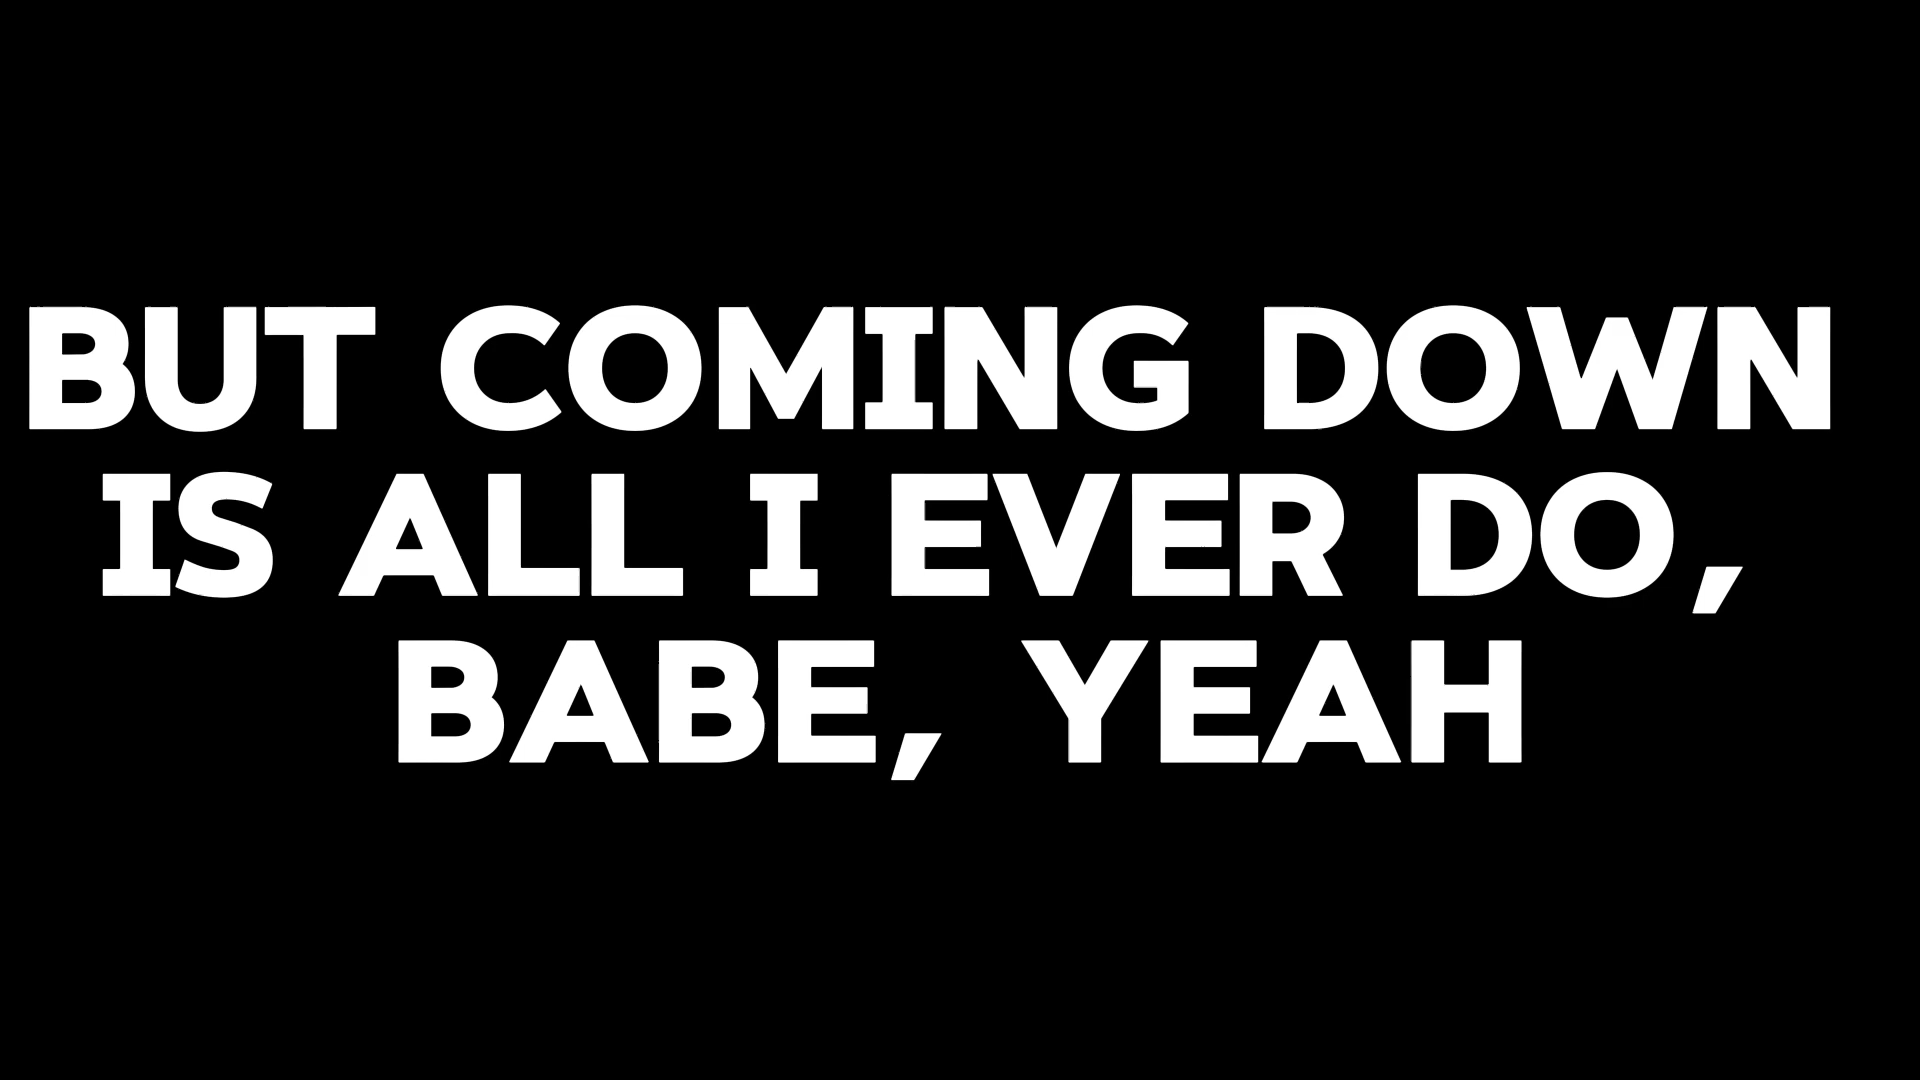 BUT COMING DOWN
IS ALL I EVER DO,
BABE, YEAH